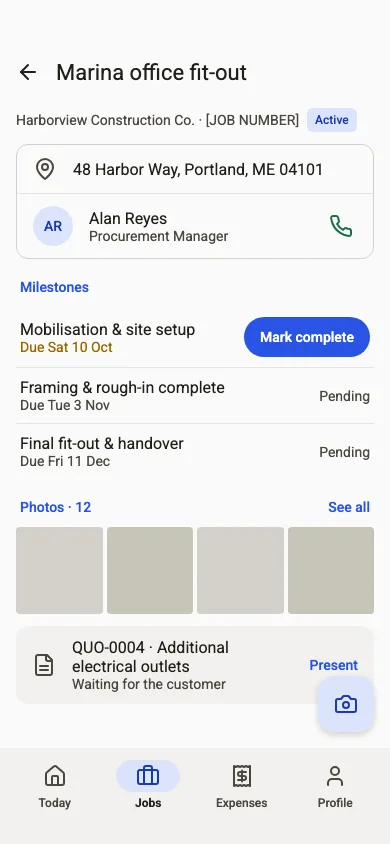 Marina office fit-out
Harborview Construction Co. · [JOB NUMBER] Active
48 Harbor Way, Portland, ME 04101
AR
Alan Reyes
Procurement Manager
Milestones
Mobilisation & site setup
Due Sat 10 Oct
Mark complete
Framing & rough-in complete
Due Tue 3 Nov
Pending
Final fit-out & handover
Due Fri 11 Dec
Pending
Photos · 12 See all
QUO-0004 · Additional
electrical outlets
Waiting for the customer
Present
Today Jobs Expenses Profile